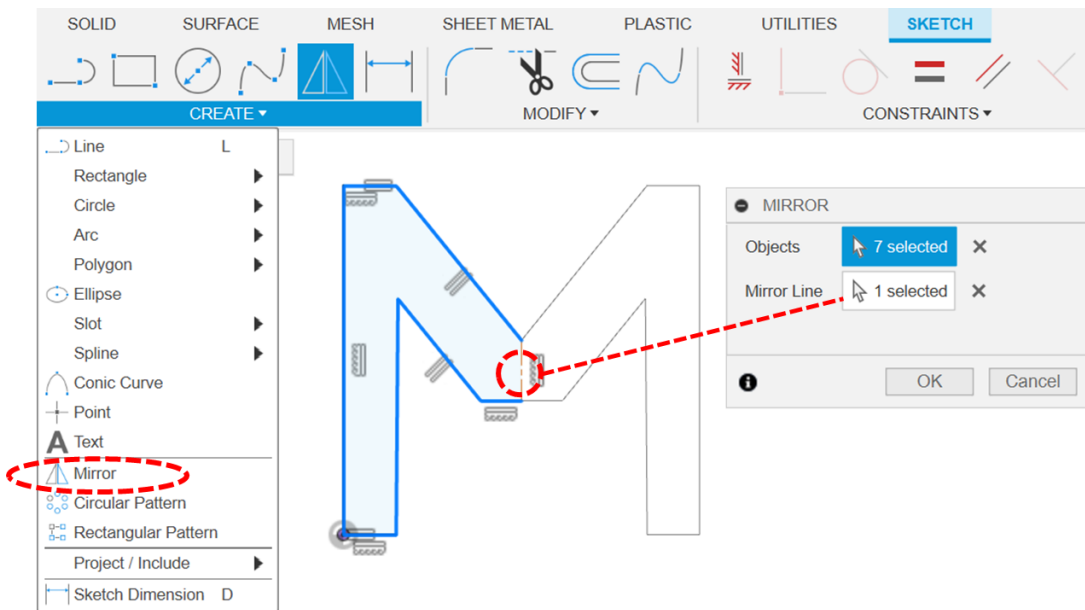 SOLID SURFACE MESH SHEET METAL PLASTIC UTILITIES SKETCH
CREATE MODIFY CONSTRAINTS
Line L
Rectangle
Circle
Arc
Polygon
Ellipse
Slot
Spline
Conic Curve
Point
A Text
Mirror
Circular Pattern
Rectangular Pattern
Project / Include
Sketch Dimension D
MIRROR
Objects 7 selected
Mirror Line 1 selected
OK Cancel